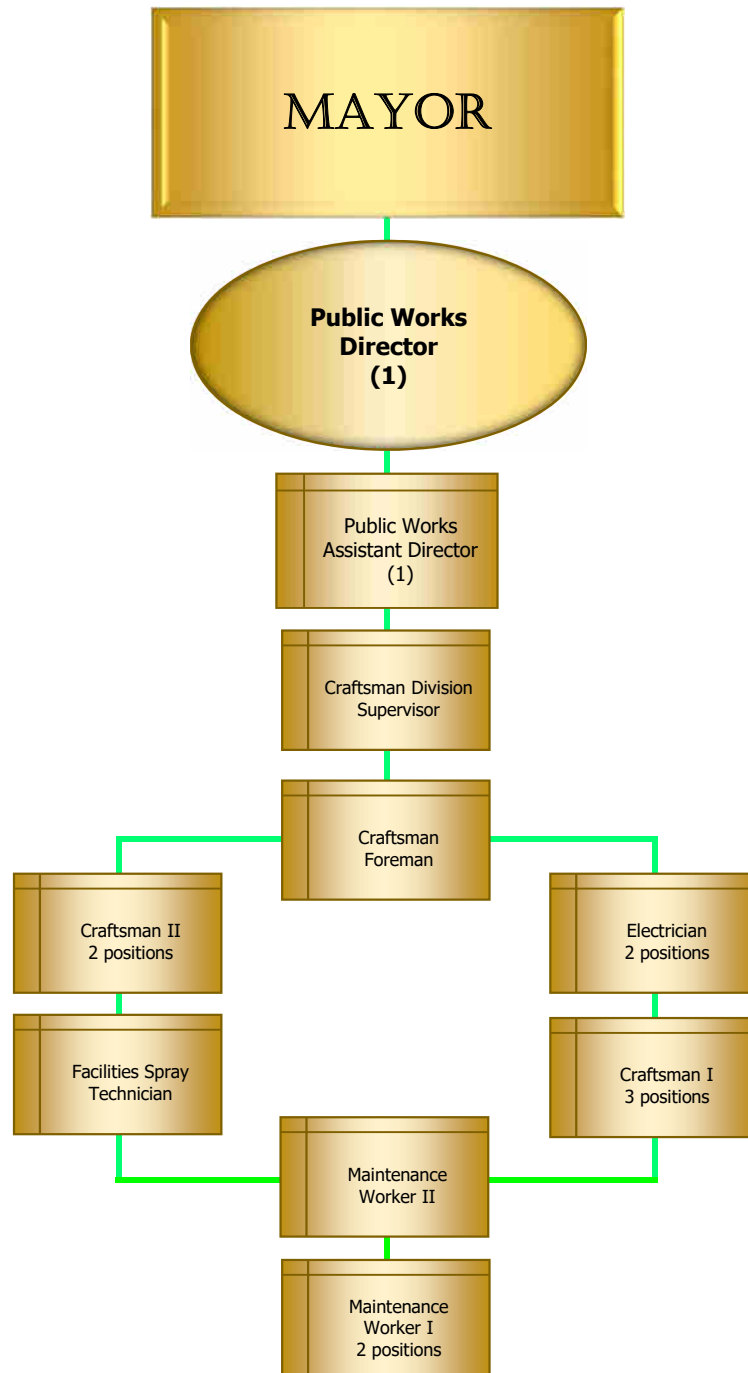 MAYOR
Public Works
Director
(1)
Public Works
Assistant Director
(1)
Craftsman Division
Supervisor
Craftsman
Foreman
Craftsman II
2 positions
Electrician
2 positions
Facilities Spray
Technician
Craftsman I
3 positions
Maintenance
Worker II
Maintenance
Worker I
2 positions